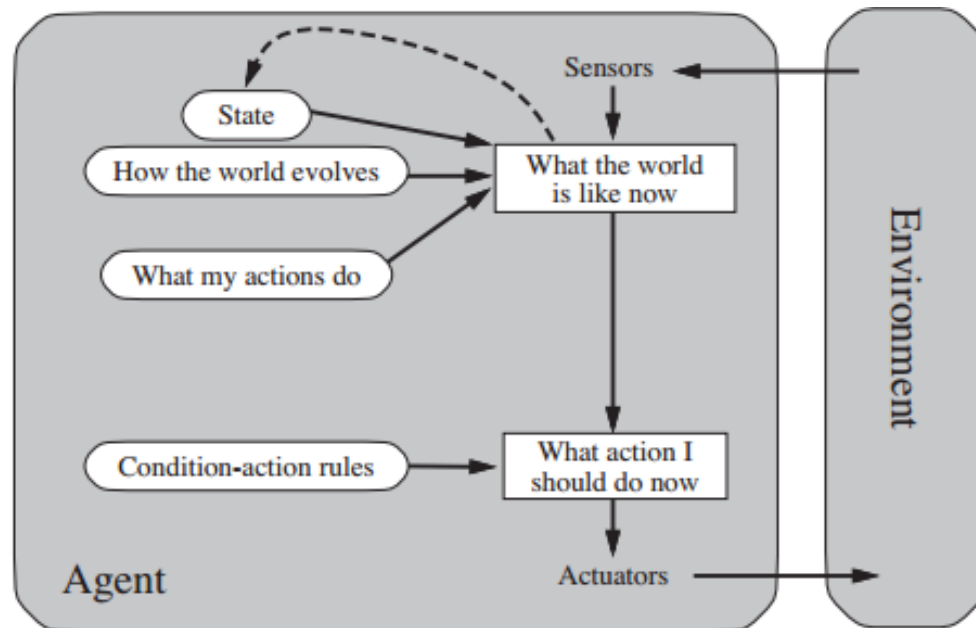 Sensors
State
What the world
is like now
How the world evolves
What my actions do
Environment
Condition-action rules
What action I
should do now
Agent
Actuators